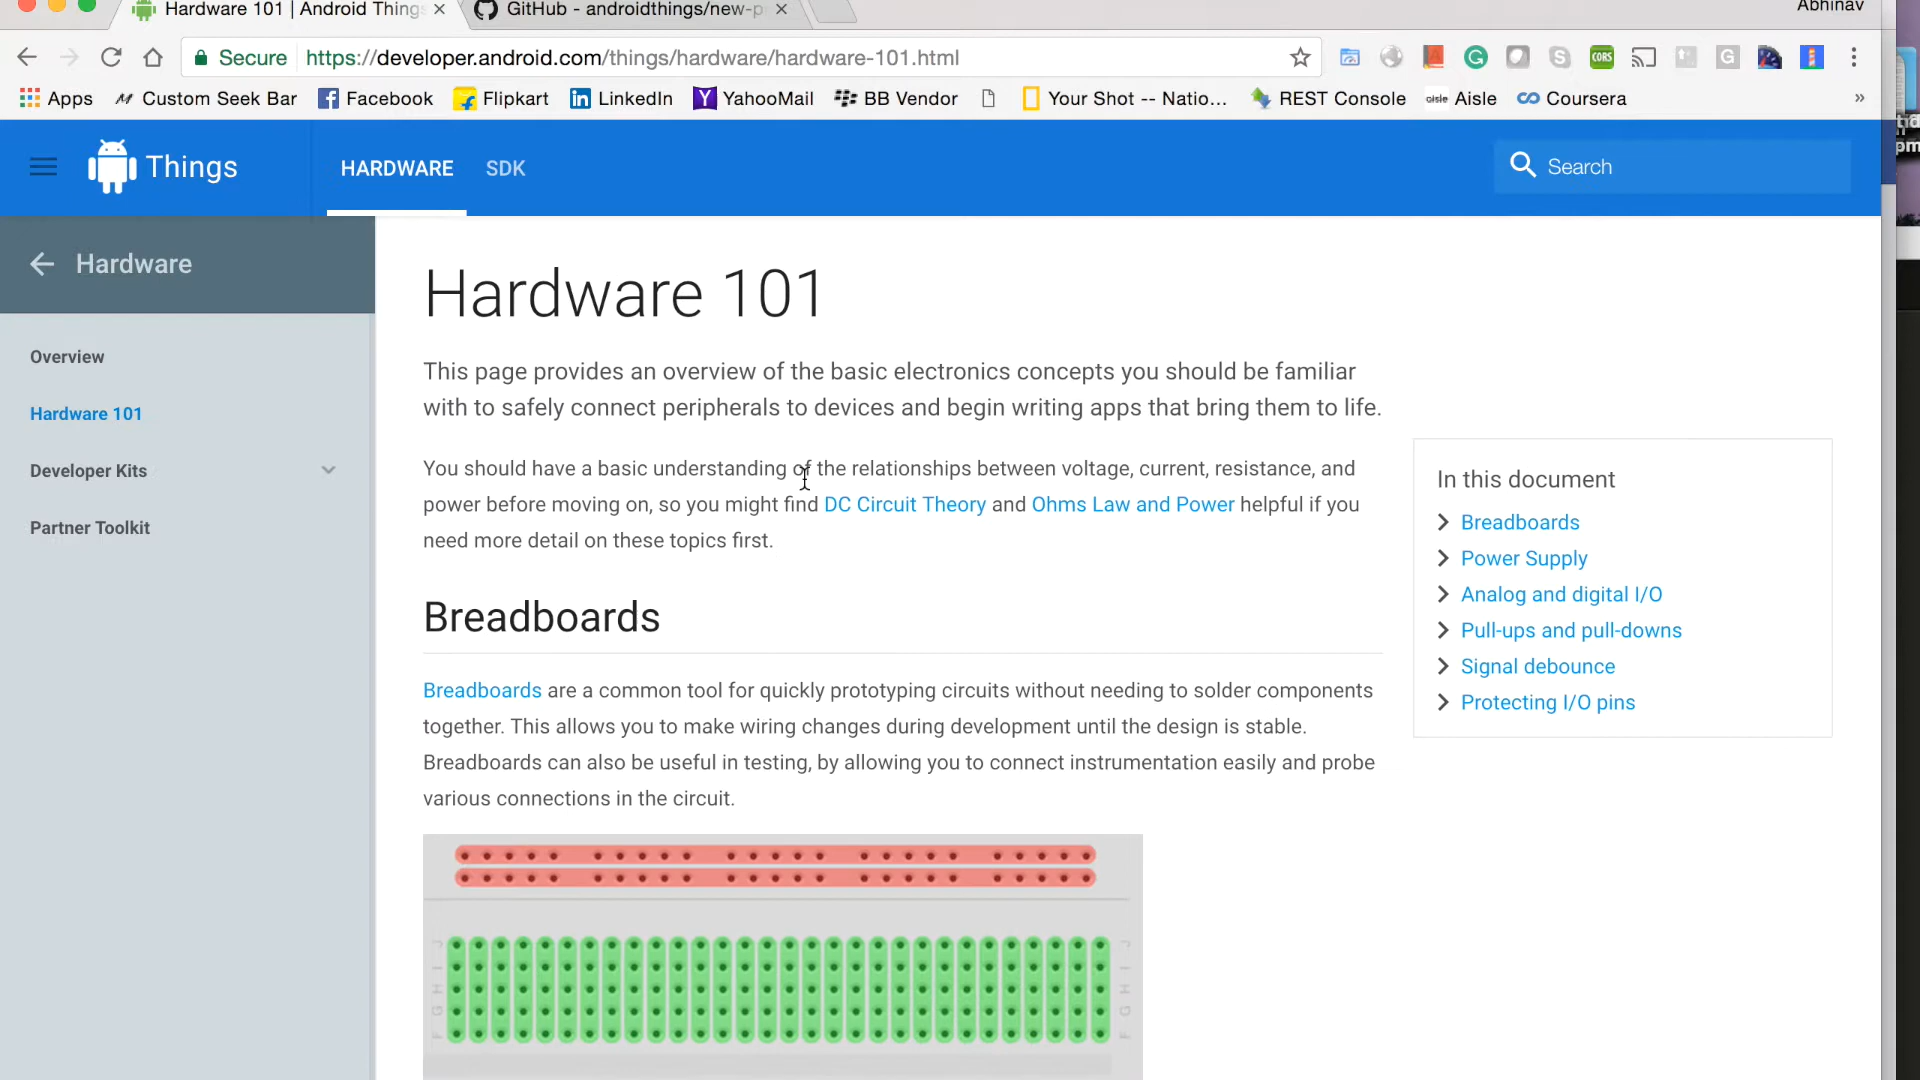 Hardware 101 | Android Things
GitHub - androidthings/new-p
Abhinav
Secure
https://developer.android.com/things/hardware/hardware-101.html
CORS
G
Apps
Custom Seek Bar
Facebook
Flipkart
LinkedIn
YahooMail
BB Vendor
Your Shot -- Natio...
REST Console
aisle Aisle
Coursera
»
Things
HARDWARE
SDK
Search
Hardware
Overview
Hardware 101
Developer Kits
Partner Toolkit
Hardware 101
This page provides an overview of the basic electronics concepts you should be familiar
with to safely connect peripherals to devices and begin writing apps that bring them to life.
You should have a basic understanding of the relationships between voltage, current, resistance, and
power before moving on, so you might find DC Circuit Theory and Ohms Law and Power helpful if you
need more detail on these topics first.
In this document
Breadboards
Power Supply
Analog and digital I/O
Pull-ups and pull-downs
Signal debounce
Protecting I/O pins
Breadboards
Breadboards are a common tool for quickly prototyping circuits without needing to solder components
together. This allows you to make wiring changes during development until the design is stable.
Breadboards can also be useful in testing, by allowing you to connect instrumentation easily and probe
various connections in the circuit.
J J
I I
H H
G G
F F